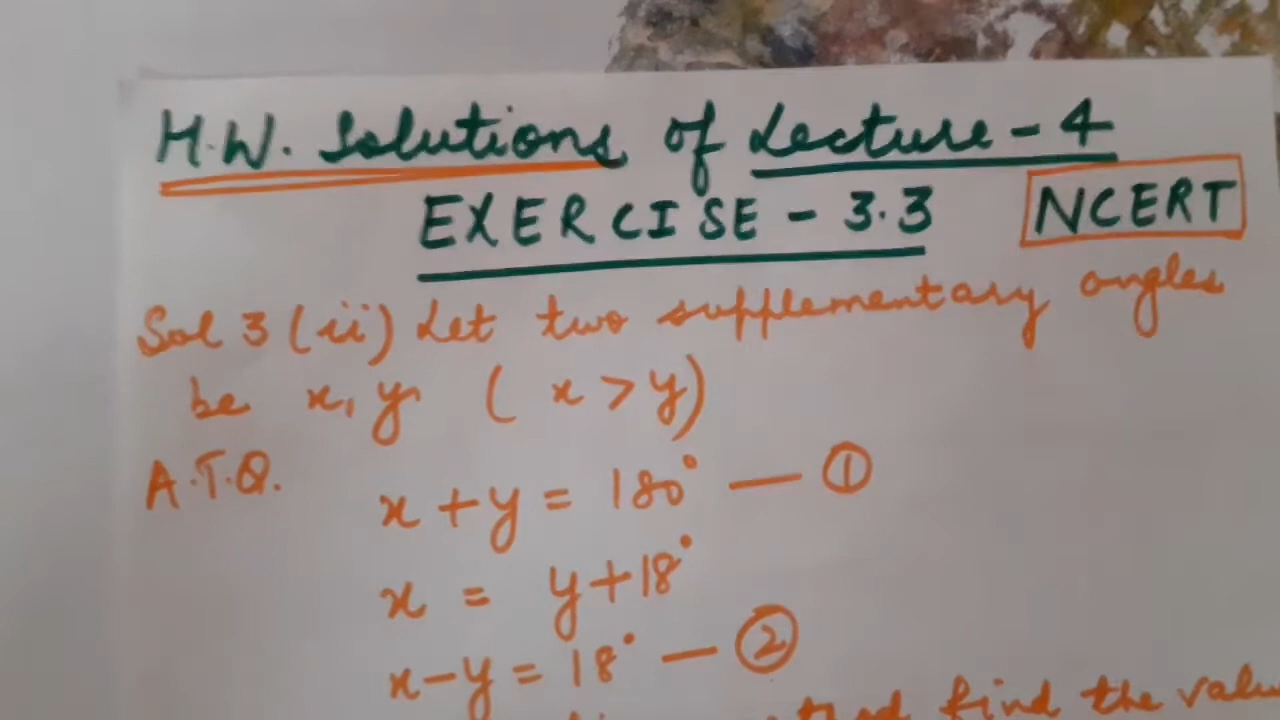 H.W. Solutions of Lecture - 4
EXERCISE - 3.3 NCERT
Sol 3 (ii) Let two supplementary angles
be x, y ( x > y)
A.T.Q.
x + y = 180° — ①
x = y + 18°
x - y = 18° — ②
find the value